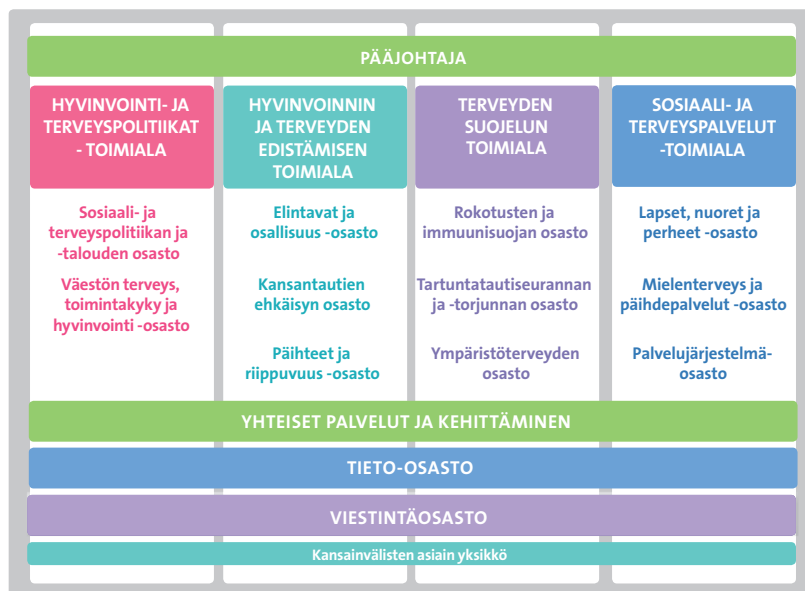 PÄÄJOHTAJA
HYVINVOINTI- JA
TERVEYSPOLITIIKAT
- TOIMIALA
Sosiaali- ja
terveyspolitiikan ja
-talouden osasto
Väestön terveys,
toimintakyky ja
hyvinvointi -osasto
HYVINVOINNIN
JA TERVEYDEN
EDISTÄMISEN
TOIMIALA
Elintavat ja
osallisuus -osasto
Kansantautien
ehkäisyn osasto
Päihteet ja
riippuvuus -osasto
TERVEYDEN
SUOJELUN
TOIMIALA
Rokotusten ja
immuunisuojan osasto
Tartuntatautiseurannan
ja -torjunnan osasto
Ympäristöterveyden
osasto
SOSIAALI- JA
TERVEYSPALVELUT
-TOIMIALA
Lapset, nuoret ja
perheet -osasto
Mielenterveys ja
päihdepalvelut -osasto
Palvelujärjestelmä-
osasto
YHTEISET PALVELUT JA KEHITTÄMINEN
TIETO-OSASTO
VIESTINTÄOSASTO
Kansainvälisten asiain yksikkö